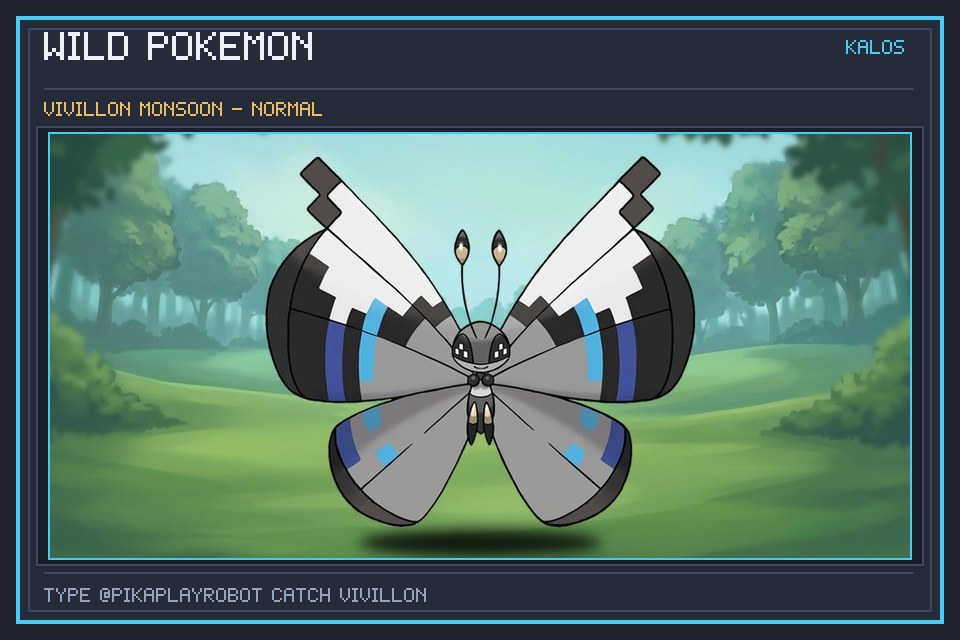 WILD POKEMON
KALOS
VIVILLON MONSOON - NORMAL
TYPE @PIKAPLAYROBOT CATCH VIVILLON